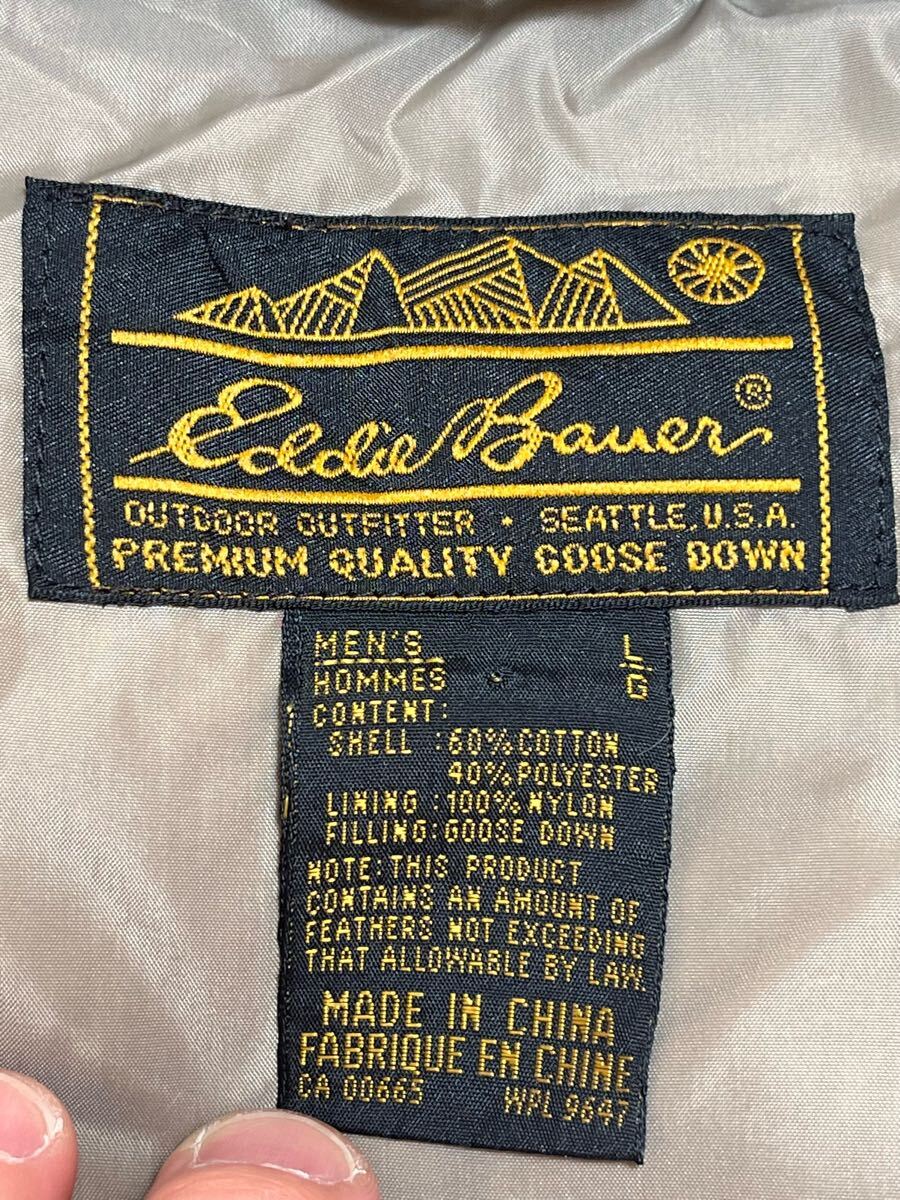 Eddie Bauer®
OUTDOOR OUTFITTER • SEATTLE, U.S.A.
PREMIUM QUALITY GOOSE DOWN
MEN'S L
HOMMES G
CONTENT:
SHELL :60% COTTON
40% POLYESTER
LINING :100% NYLON
FILLING: GOOSE DOWN
NOTE: THIS PRODUCT
CONTAINS AN AMOUNT OF
FEATHERS NOT EXCEEDING
THAT ALLOWABLE BY LAW.
MADE IN CHINA
FABRIQUE EN CHINE
CA 00665 WPL 9647